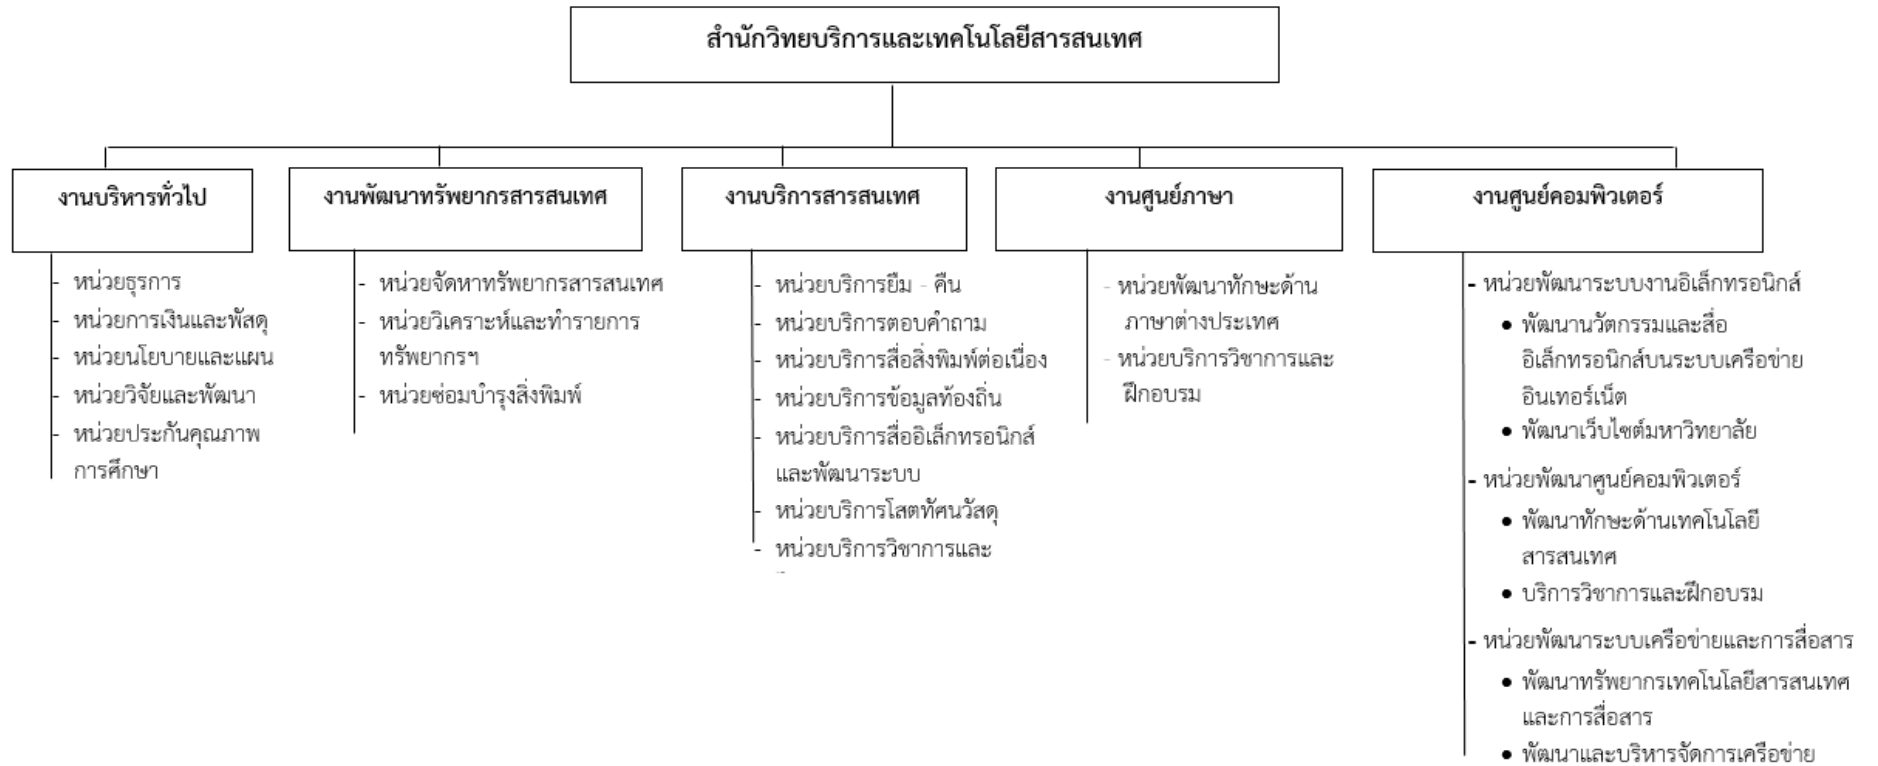 สำนักวิทยบริการและเทคโนโลยีสารสนเทศ
งานบริหารทั่วไป
- หน่วยธุรการ
- หน่วยการเงินและพัสดุ
- หน่วยนโยบายและแผน
- หน่วยวิจัยและพัฒนา
- หน่วยประกันคุณภาพ
การศึกษา
งานพัฒนาทรัพยากรสารสนเทศ
- หน่วยจัดหาทรัพยากรสารสนเทศ
- หน่วยวิเคราะห์และทำรายการ
ทรัพยากรฯ
- หน่วยซ่อมบำรุงสิ่งพิมพ์
งานบริการสารสนเทศ
- หน่วยบริการยืม - คืน
- หน่วยบริการตอบคำถาม
- หน่วยบริการสื่อสิ่งพิมพ์ต่อเนื่อง
- หน่วยบริการข้อมูลท้องถิ่น
- หน่วยบริการสื่ออิเล็กทรอนิกส์
และพัฒนาระบบ
- หน่วยบริการโสตทัศนวัสดุ
- หน่วยบริการวิชาการและ
งานศูนย์ภาษา
- หน่วยพัฒนาทักษะด้าน
ภาษาต่างประเทศ
- หน่วยบริการวิชาการและ
ฝึกอบรม
งานศูนย์คอมพิวเตอร์
- หน่วยพัฒนาระบบงานอิเล็กทรอนิกส์
• พัฒนานวัตกรรมและสื่อ
อิเล็กทรอนิกส์บนระบบเครือข่าย
อินเทอร์เน็ต
• พัฒนาเว็บไซต์มหาวิทยาลัย
- หน่วยพัฒนาศูนย์คอมพิวเตอร์
• พัฒนาทักษะด้านเทคโนโลยี
สารสนเทศ
• บริการวิชาการและฝึกอบรม
- หน่วยพัฒนาระบบเครือข่ายและการสื่อสาร
• พัฒนาทรัพยากรเทคโนโลยีสารสนเทศ
และการสื่อสาร
• พัฒนาและบริหารจัดการเครือข่าย